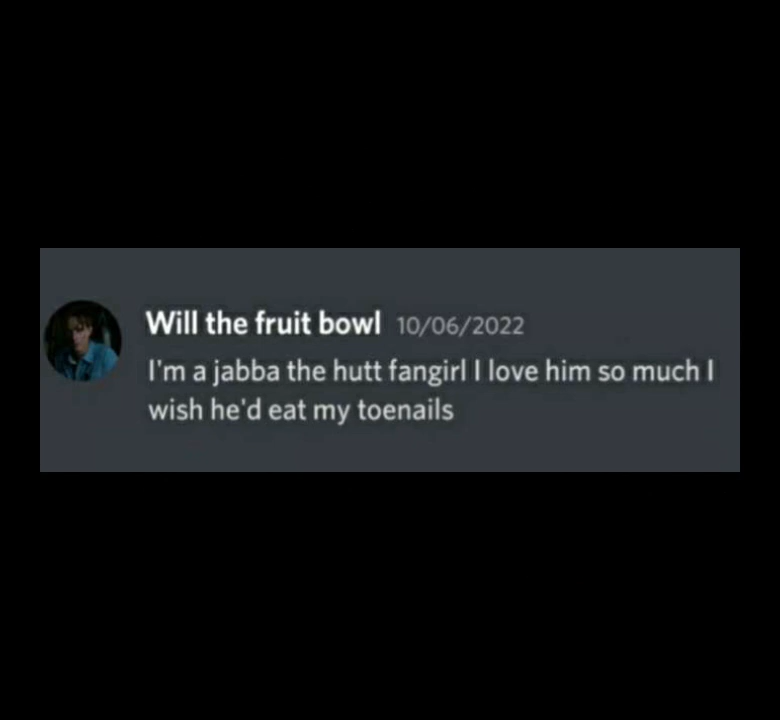 Will the fruit bowl 10/06/2022
I'm a jabba the hutt fangirl I love him so much I
wish he'd eat my toenails